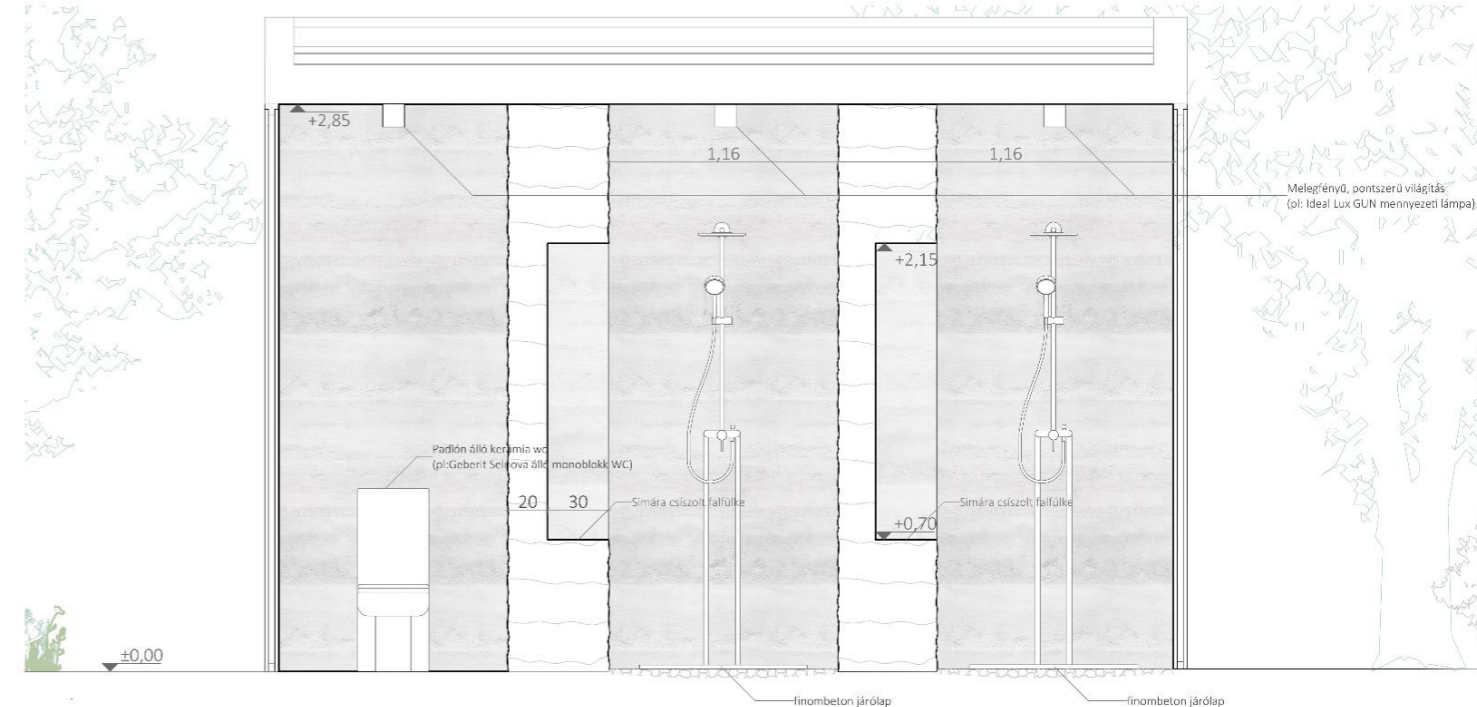 +2,85
1,16
1,16
Melegfényű, pontszerű világítás
(pl: Ideal Lux GUN mennyezeti lámpa)
+2,15
Padlón álló kerámia wc
(pl:Geberit Selnova álló monoblokk WC)
20
30
Simára csiszolt falfülke
Simára csiszolt falfülke
+0,70
±0,00
finombeton járólap
finombeton járólap